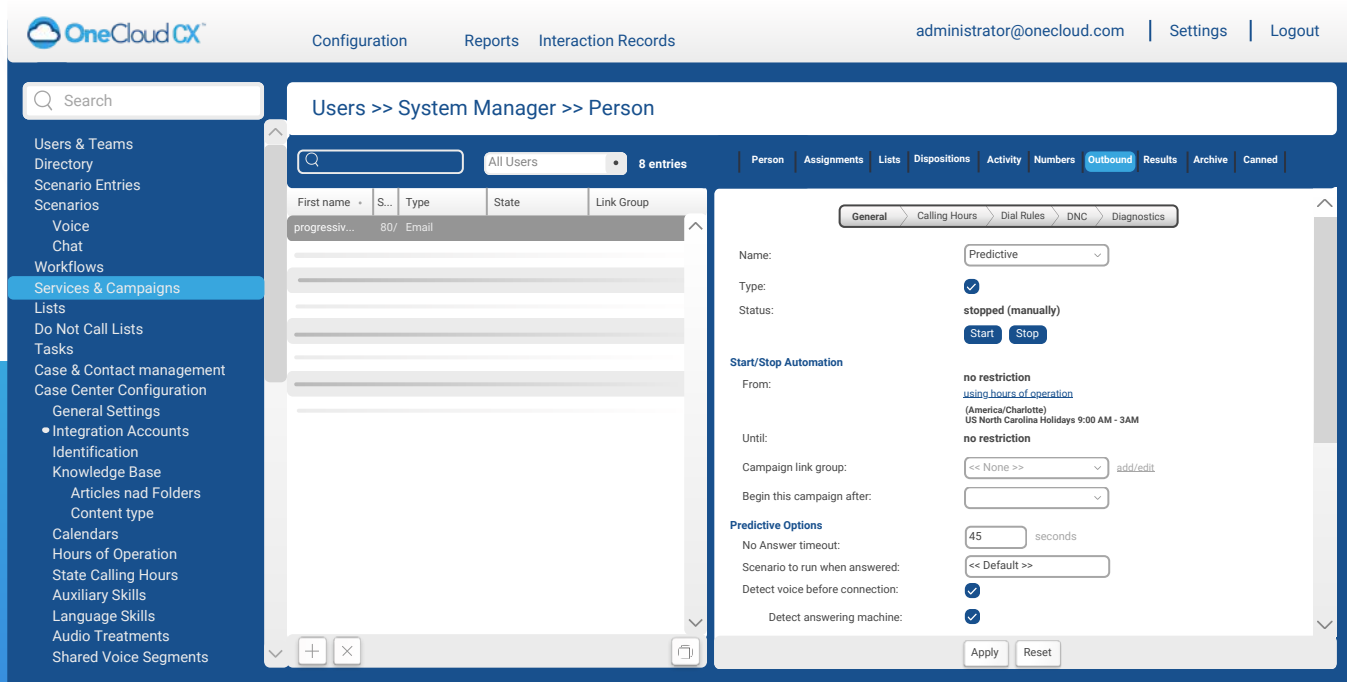 OneCloud CX™
Configuration Reports Interaction Records
administrator@onecloud.com Settings Logout
Search
Users & Teams
Directory
Scenario Entries
Scenarios
Voice
Chat
Workflows
Services & Campaigns
Lists
Do Not Call Lists
Tasks
Case & Contact management
Case Center Configuration
General Settings
Integration Accounts
Identification
Knowledge Base
Articles nad Folders
Content type
Calendars
Hours of Operation
State Calling Hours
Auxiliary Skills
Language Skills
Audio Treatments
Shared Voice Segments
Users >> System Manager >> Person
All Users 8 entries
First name S... Type State Link Group
progressiv... 80/ Email
Person Assignments Lists Dispositions Activity Numbers Outbound Results Archive Canned
General Calling Hours Dial Rules DNC Diagnostics
Name: Predictive
Type:
Status: stopped (manually)
Start Stop
Start/Stop Automation
From: no restriction
using hours of operation
(America/Charlotte)
US North Carolina Holidays 9:00 AM - 3AM
Until: no restriction
Campaign link group: << None >> add/edit
Begin this campaign after:
Predictive Options
No Answer timeout: 45 seconds
Scenario to run when answered: << Default >>
Detect voice before connection:
Detect answering machine:
Apply Reset